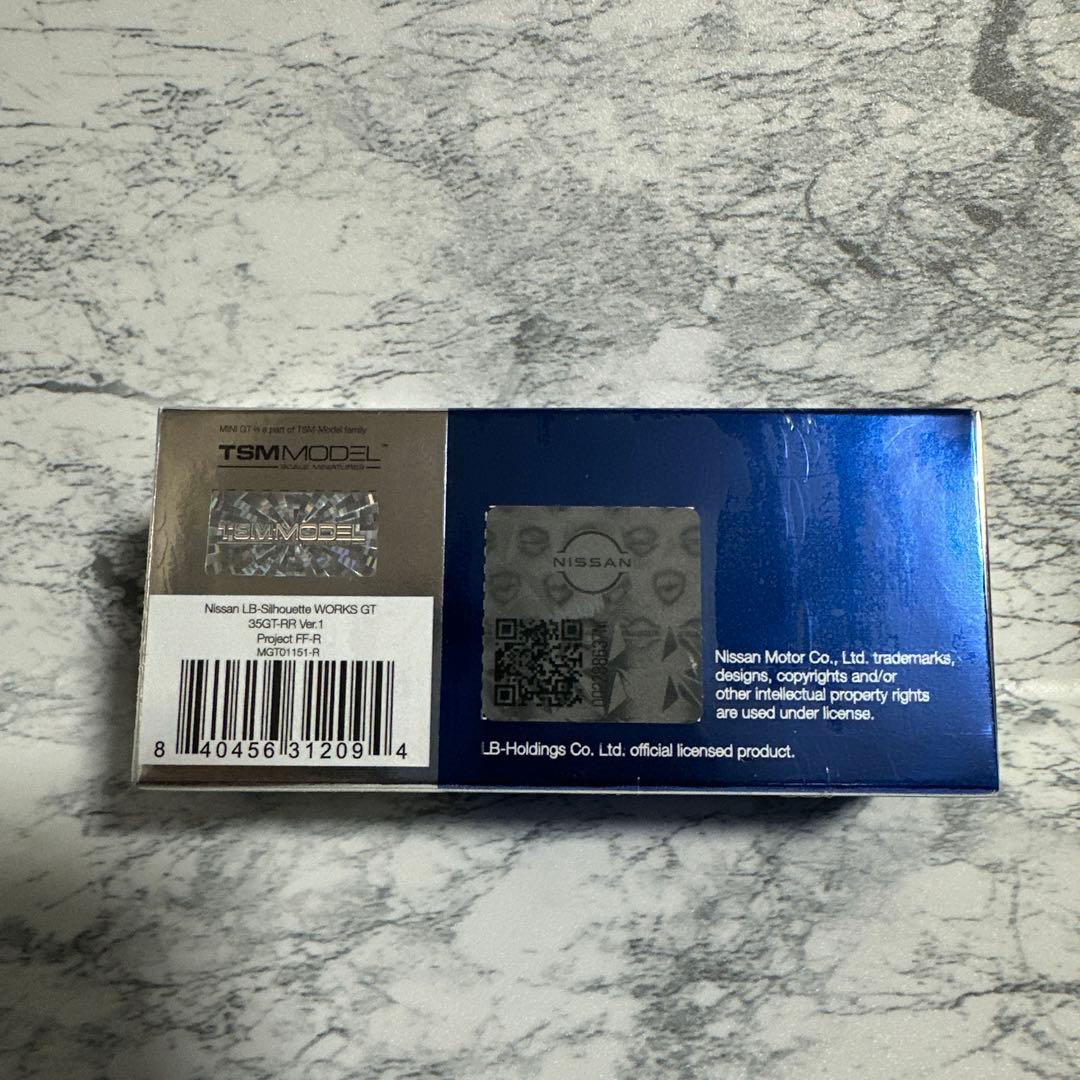 MINI GT is a part of TSM-Model family
TSMMODEL™
SCALE MINIATURES
TSMMODEL
Nissan LB-Silhouette WORKS GT
35GT-RR Ver.1
Project FF-R
MGT01151-R
8 40456 31209 4
NISSAN
Nissan Motor Co., Ltd. trademarks,
designs, copyrights and/or
other intellectual property rights
are used under license.
LB-Holdings Co. Ltd. official licensed product.